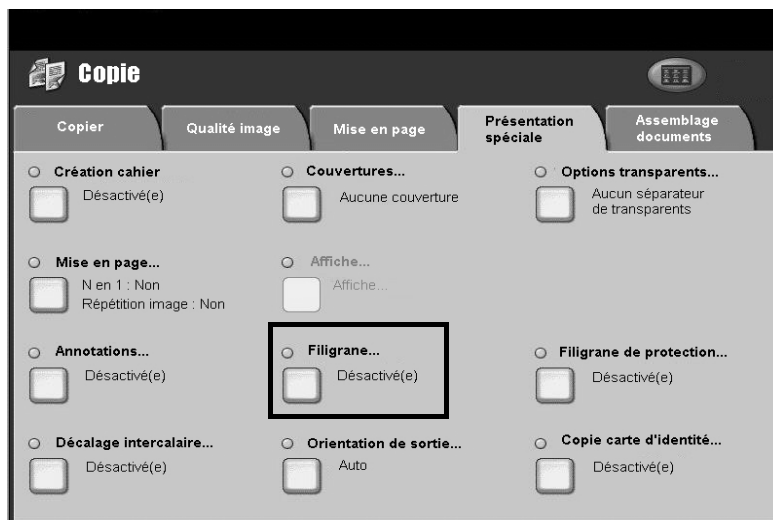 Copie
Copier
Qualité image
Mise en page
Présentation
spéciale
Assemblage
documents
Création cahier
Désactivé(e)
Couvertures...
Aucune couverture
Options transparents...
Aucun séparateur
de transparents
Mise en page...
N en 1 : Non
Répétition image : Non
Affiche...
Affiche...
Annotations...
Désactivé(e)
Filigrane...
Désactivé(e)
Filigrane de protection...
Désactivé(e)
Décalage intercalaire...
Désactivé(e)
Orientation de sortie...
Auto
Copie carte d'identité...
Désactivé(e)